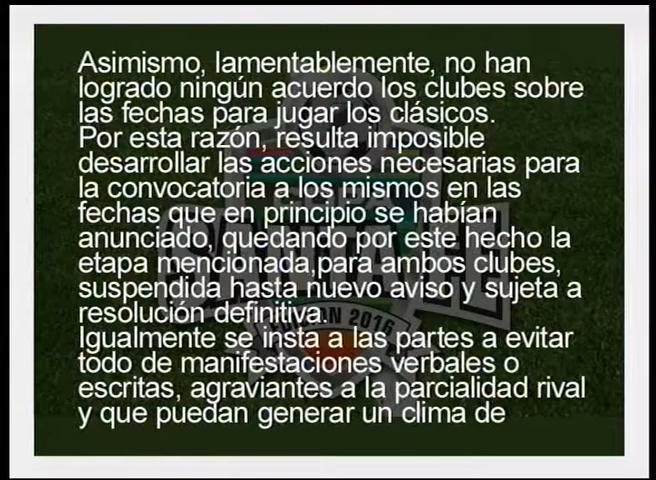 Asimismo, lamentablemente, no han
logrado ningún acuerdo los clubes sobre
las fechas para jugar los clásicos.
Por esta razón, resulta imposible
desarrollar las acciones necesarias para
la convocatoria a los mismos en las
fechas que en principio se habían
anunciado, quedando por este hecho la
etapa mencionada,para ambos clubes,
suspendida hasta nuevo aviso y sujeta a
resolución definitiva.
Igualmente se insta a las partes a evitar
todo de manifestaciones verbales o
escritas, agraviantes a la parcialidad rival
y que puedan generar un clima de
SANTA FE
EDICION 2016